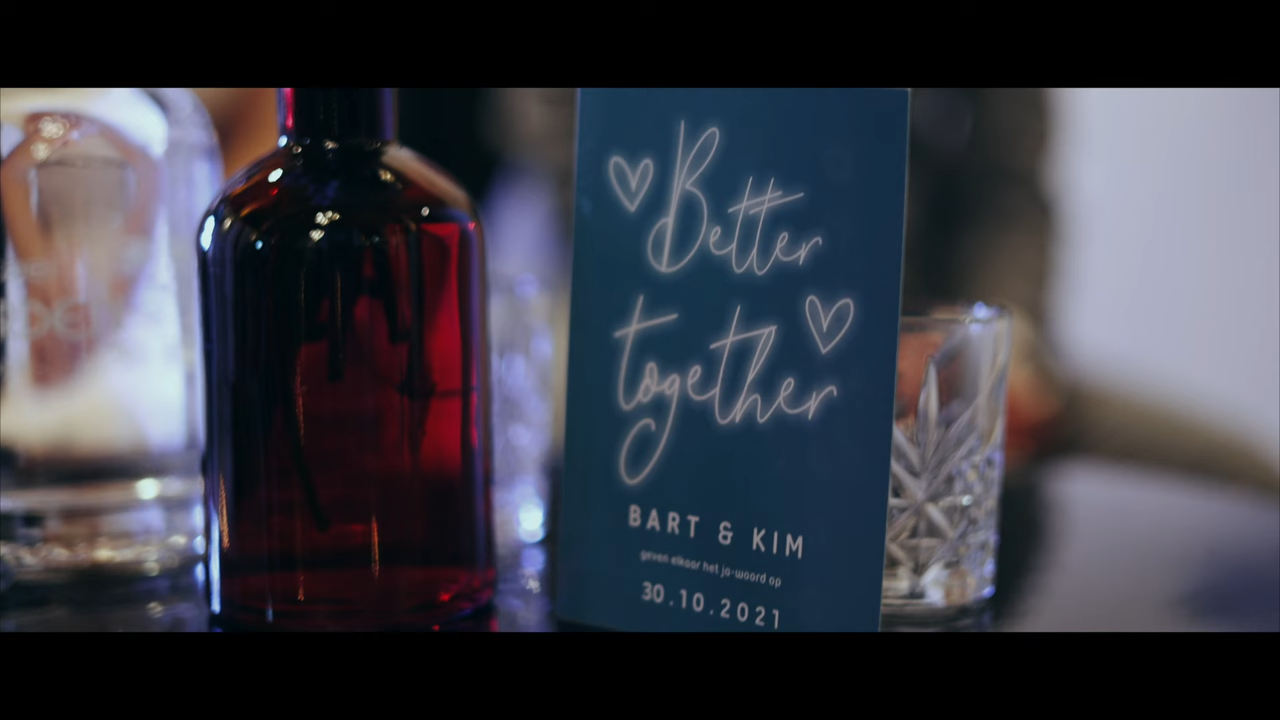 Better
together
BART & KIM
geven elkaar het ja-woord op
30.10.2021